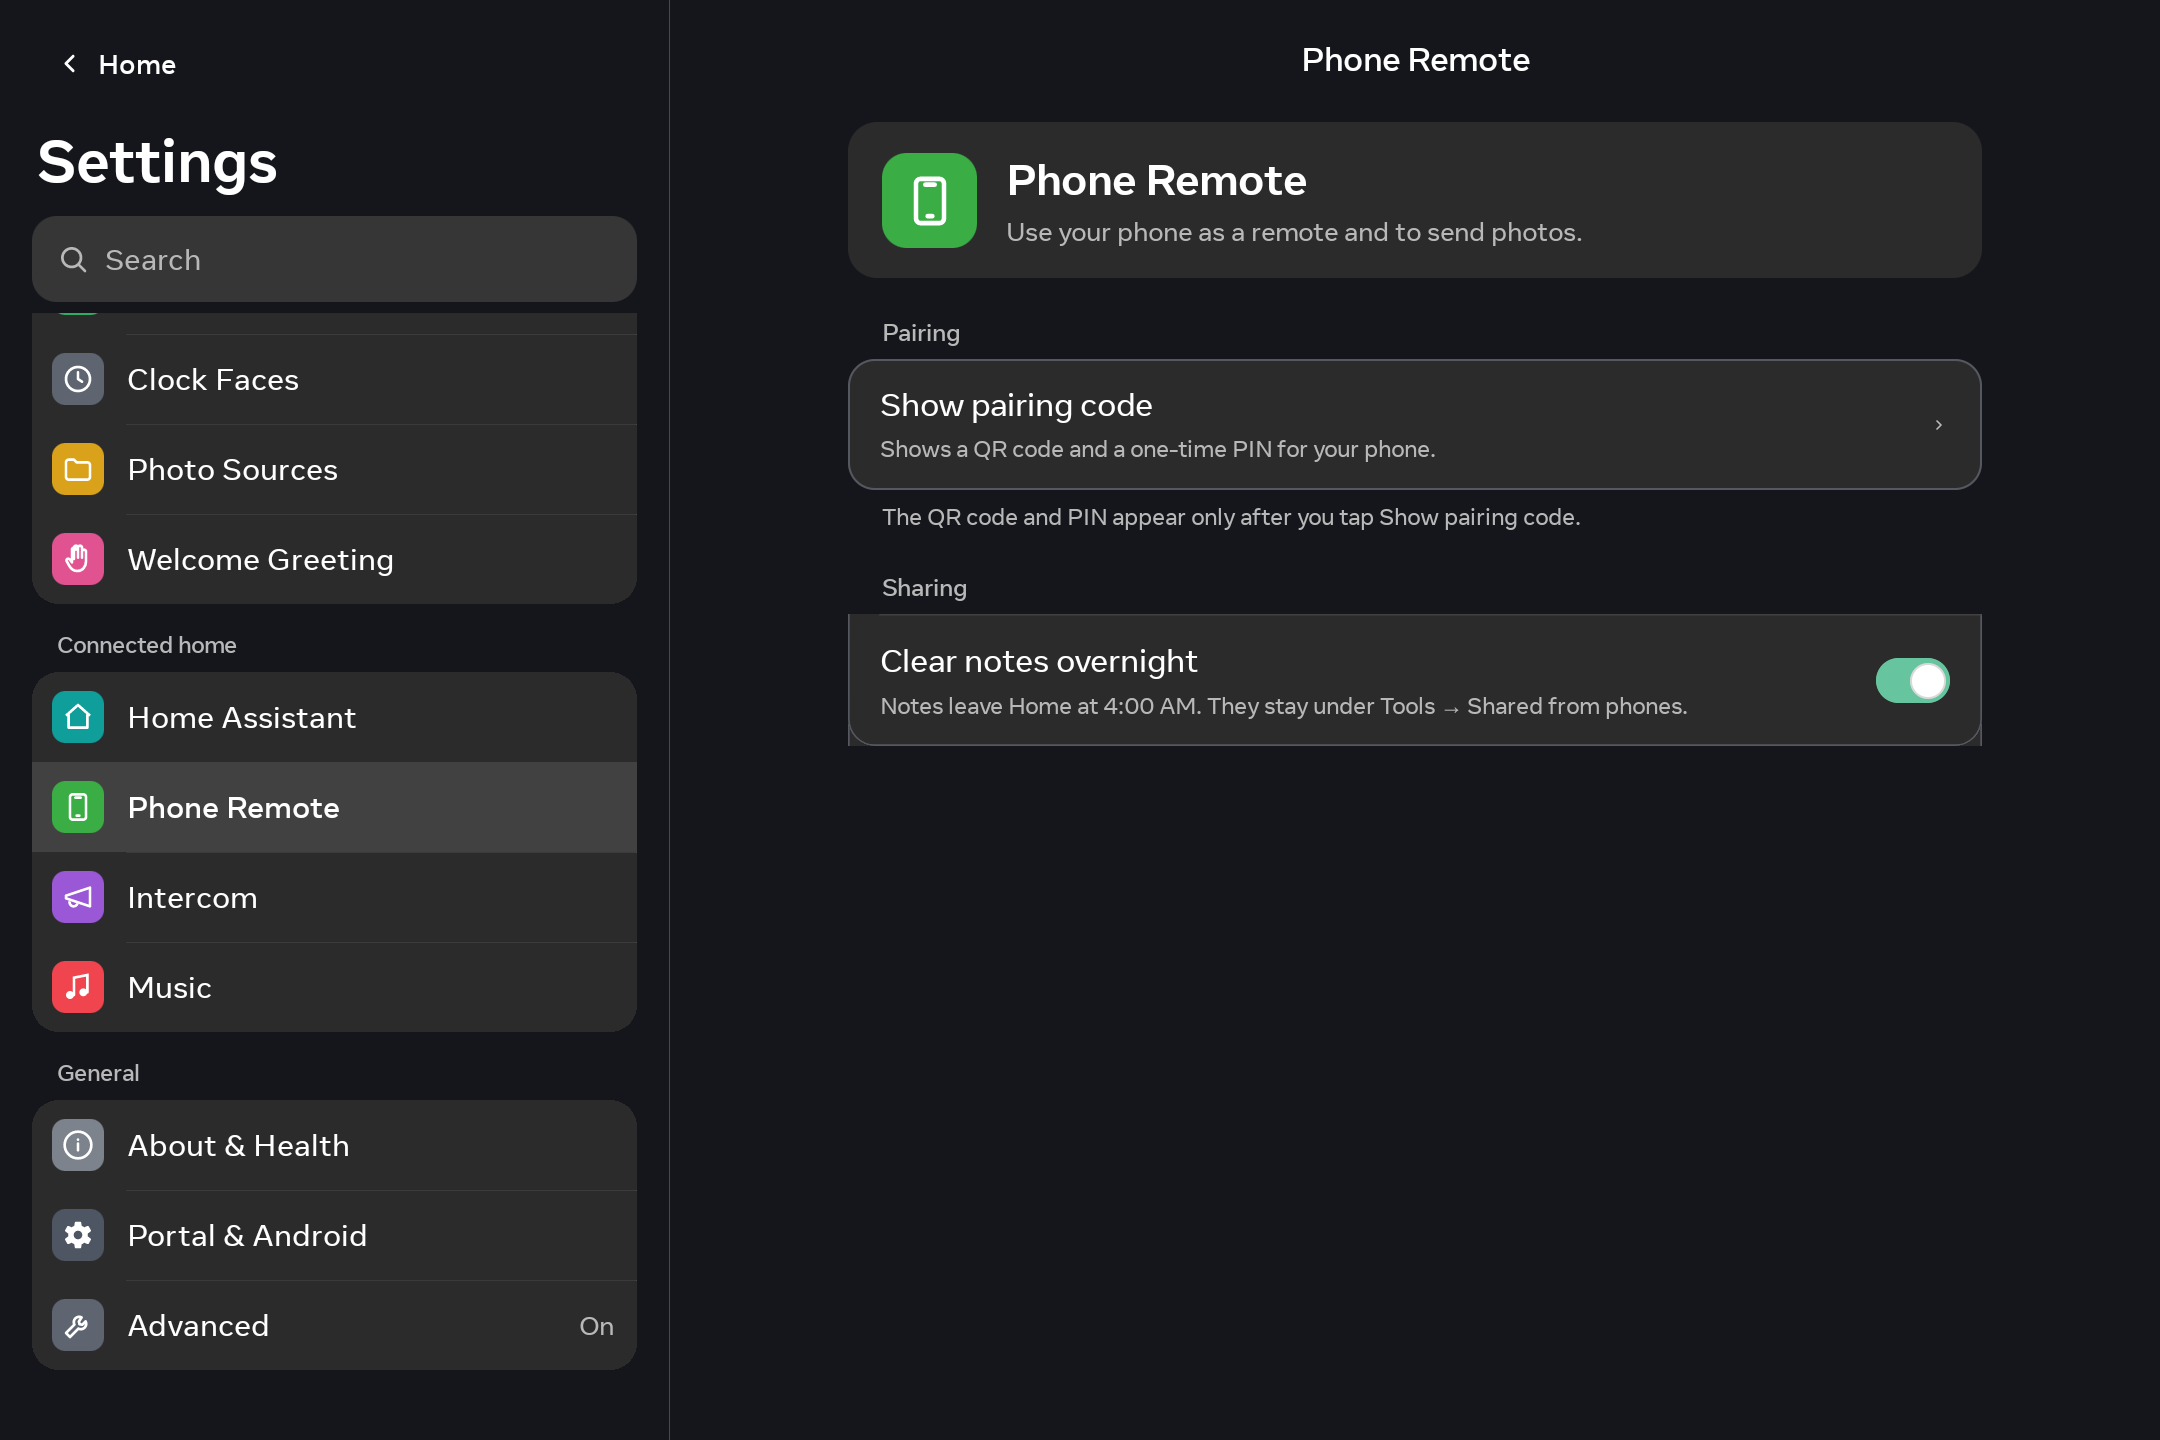 Home
Settings
Search
Clock Faces
Photo Sources
Welcome Greeting
Connected home
Home Assistant
Phone Remote
Intercom
Music
General
About & Health
Portal & Android
Advanced
On
Phone Remote
Phone Remote
Use your phone as a remote and to send photos.
Pairing
Show pairing code
Shows a QR code and a one-time PIN for your phone.
The QR code and PIN appear only after you tap Show pairing code.
Sharing
Clear notes overnight
Notes leave Home at 4:00 AM. They stay under Tools → Shared from phones.